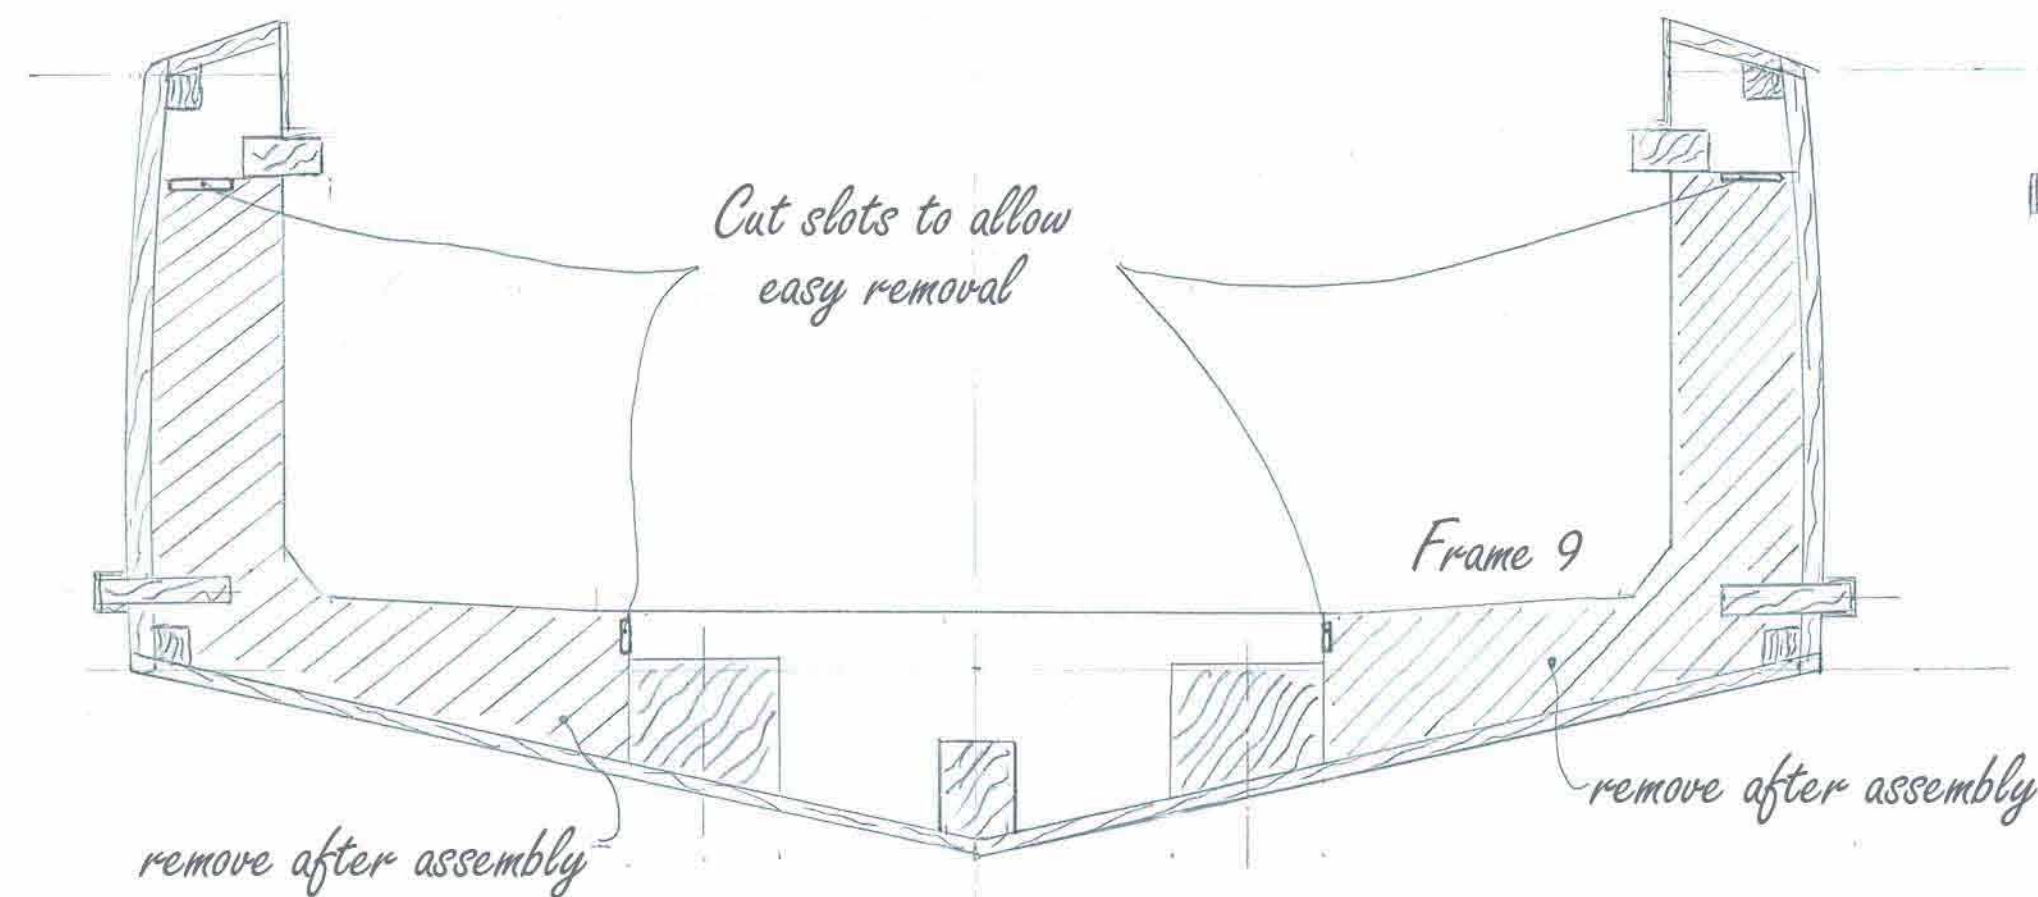 Cut slots to allow
easy removal
Frame 9
remove after assembly
remove after assembly